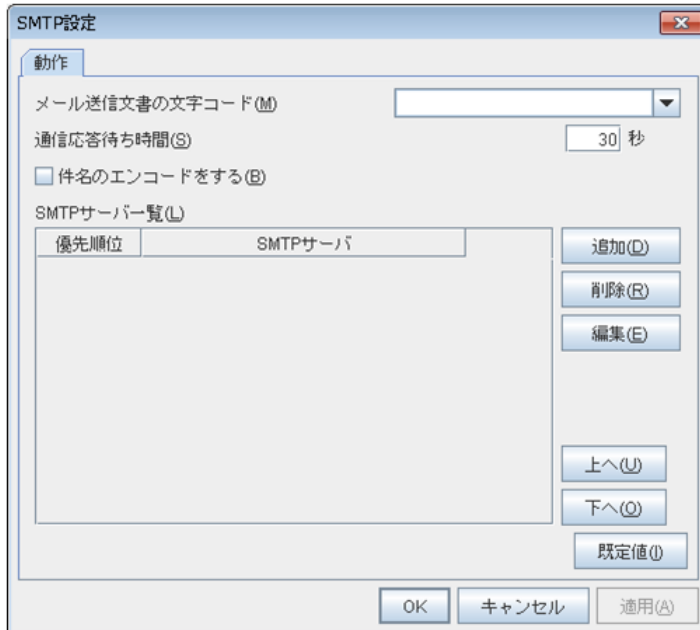 SMTP設定
動作
メール送信文書の文字コード(M)
通信応答待ち時間(S) 30 秒
件名のエンコードをする(B)
SMTPサーバ一覧(L)
優先順位 SMTPサーバ
追加(D)
削除(R)
編集(E)
上へ(U)
下へ(O)
既定値(I)
OK キャンセル 適用(A)